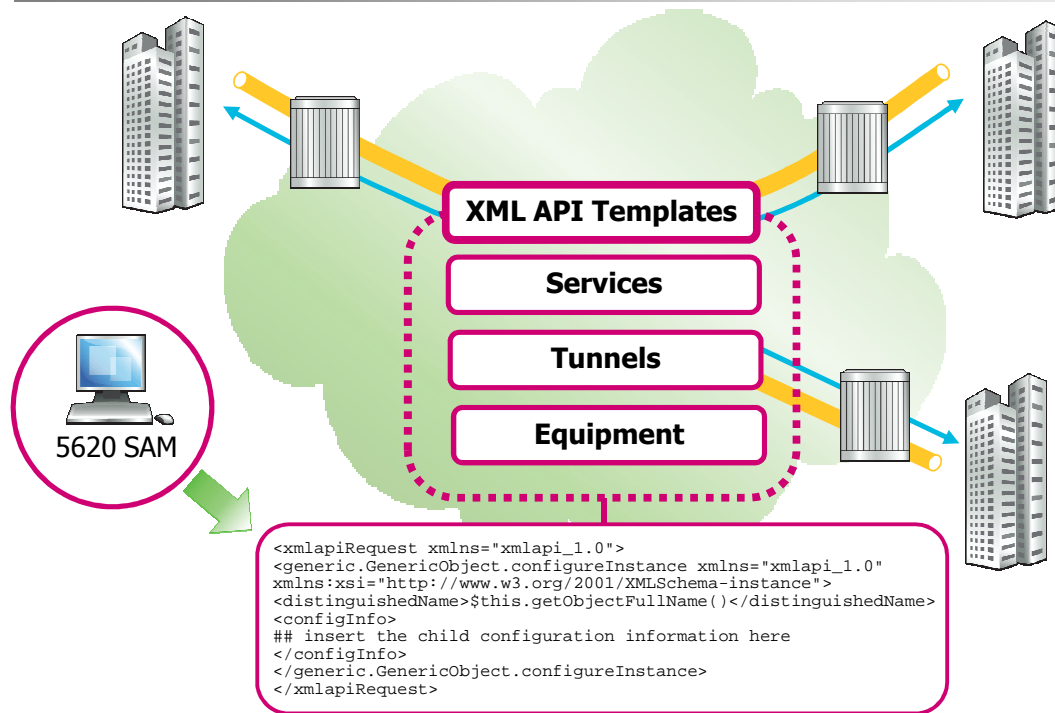 XML API Templates
Services
Tunnels
Equipment
5620 SAM
<xmlapiRequest xmlns="xmlapi_1.0">
<generic.GenericObject.configureInstance xmlns="xmlapi_1.0"
xmlns:xsi="http://www.w3.org/2001/XMLSchema-instance">
<distinguishedName>$this.getObjectFullName()</distinguishedName>
<configInfo>
## insert the child configuration information here
</configInfo>
</generic.GenericObject.configureInstance>
</xmlapiRequest>